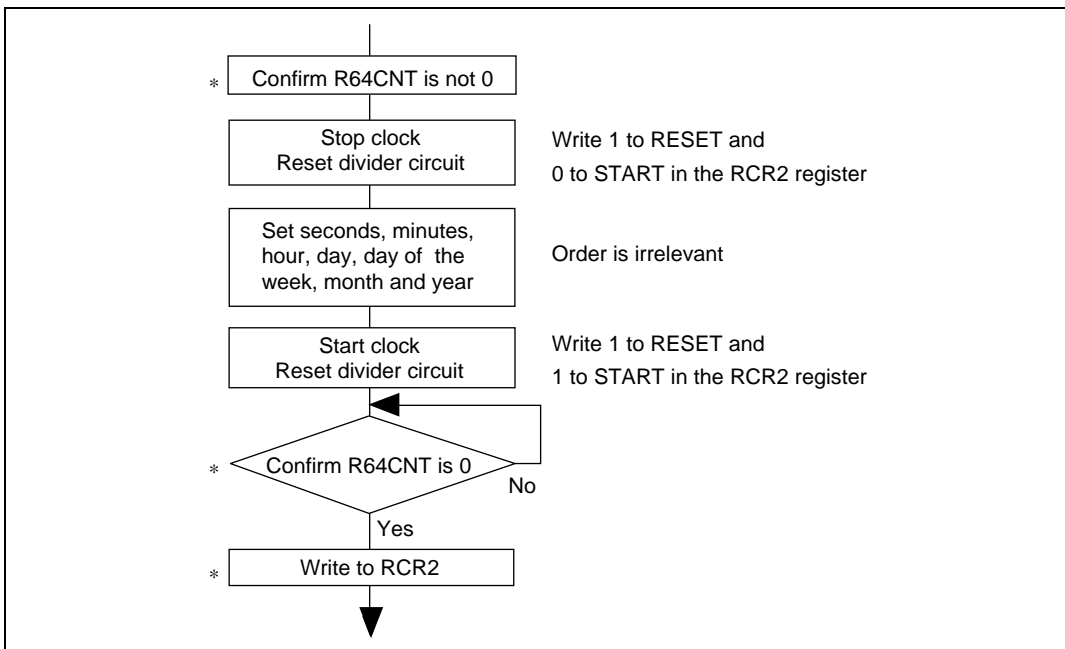 * Confirm R64CNT is not 0
Stop clock
Reset divider circuit
Write 1 to RESET and
0 to START in the RCR2 register
Set seconds, minutes,
hour, day, day of the
week, month and year
Order is irrelevant
Start clock
Reset divider circuit
Write 1 to RESET and
1 to START in the RCR2 register
* Confirm R64CNT is 0
No
Yes
* Write to RCR2